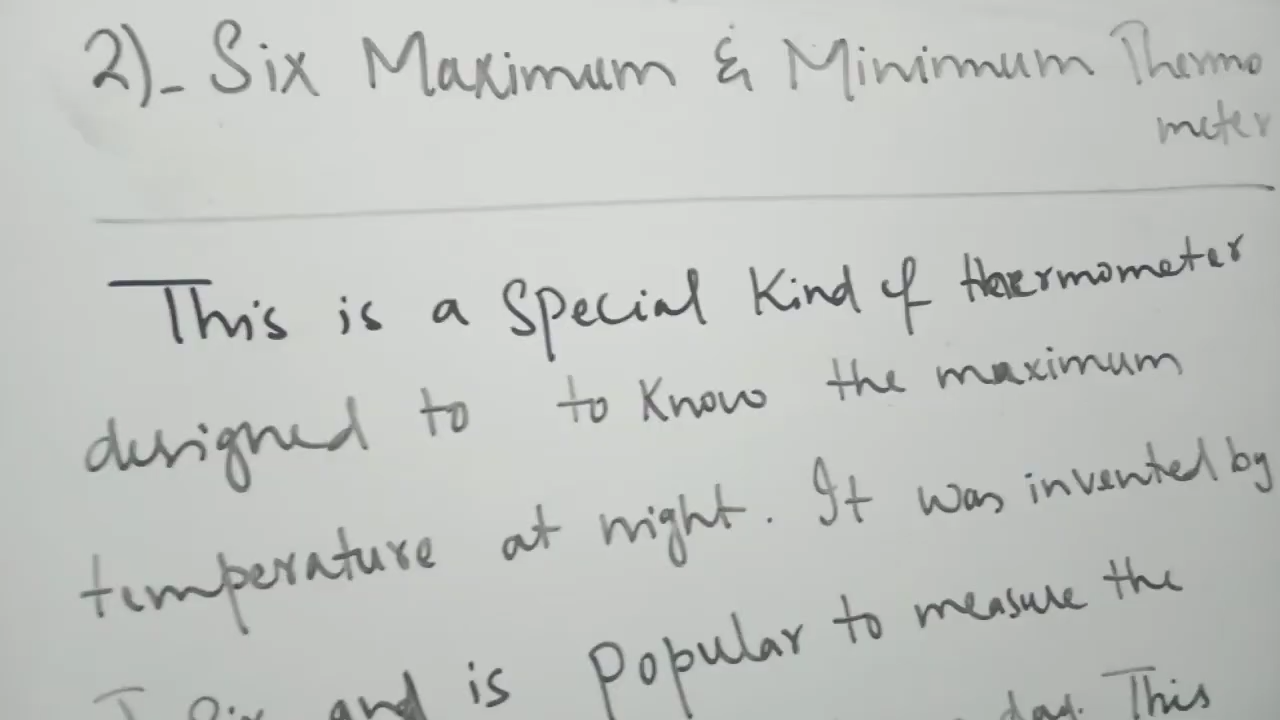 2)_ Six Maximum & Minimum Thermo
meter
This is a Special Kind of thermometer
designed to to Know the maximum
temperature at night. It was invented by
and is Popular to measure the
day. This